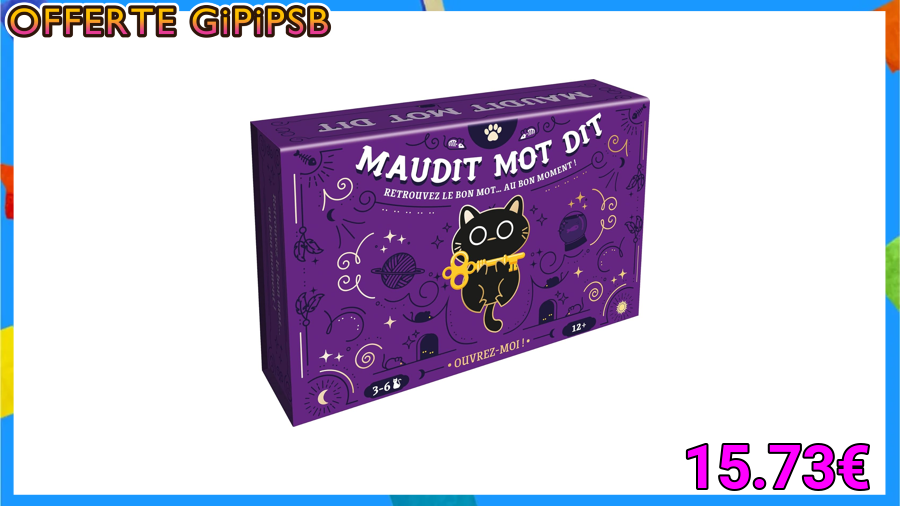 OFFERTE GiPiPSB
MAUDIT MOT DIT
MAUDIT MOT DIT
RETROUVEZ LE BON MOT... AU BON MOMENT !
12+
• OUVREZ-MOI ! •
3-6
15.73€